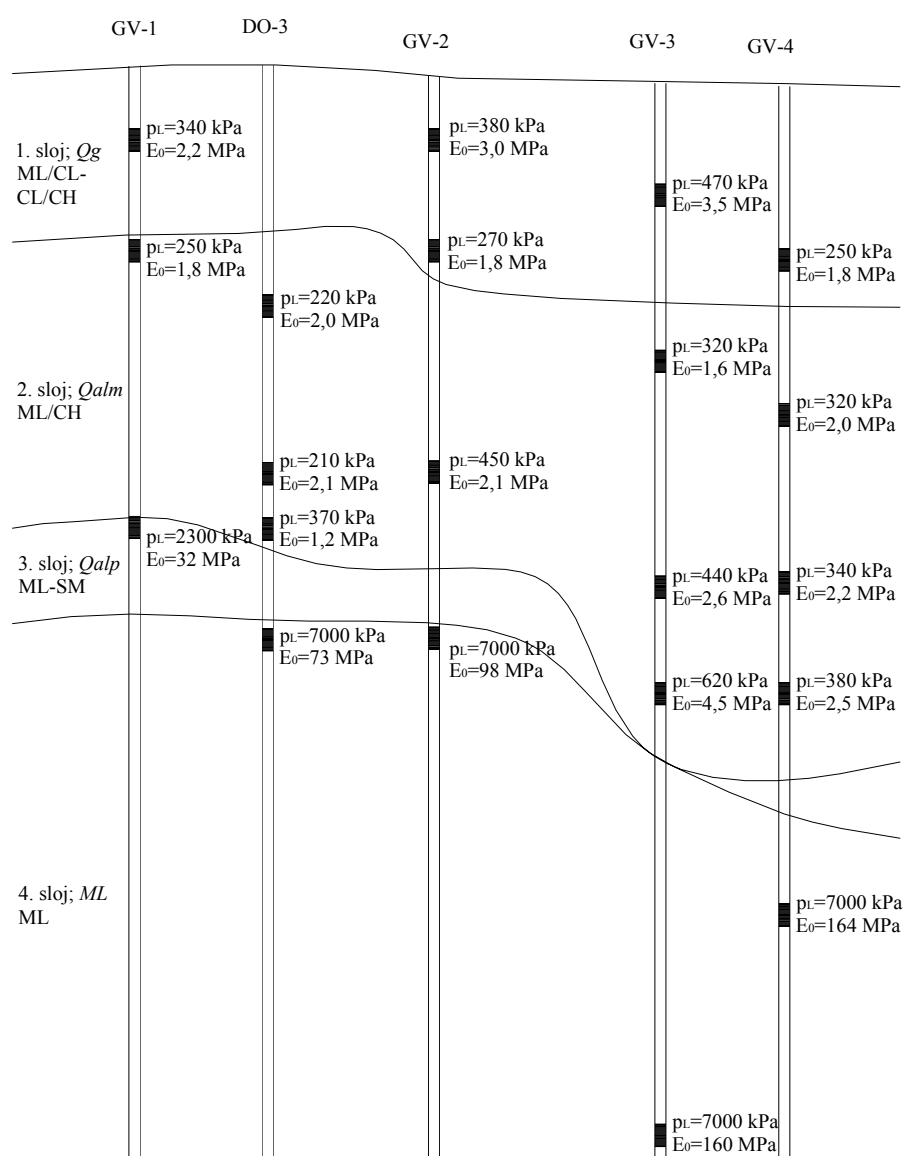 GV-1
DO-3
GV-2
GV-3
GV-4
1. sloj; Qg
ML/CL-
CL/CH
2. sloj; Qalm
ML/CH
3. sloj; Qalp
ML-SM
4. sloj; ML
ML
pL=340 kPa
E0=2,2 MPa
pL=250 kPa
E0=1,8 MPa
pL=2300 kPa
E0=32 MPa
pL=220 kPa
E0=2,0 MPa
pL=210 kPa
E0=2,1 MPa
pL=370 kPa
E0=1,2 MPa
pL=7000 kPa
E0=73 MPa
pL=380 kPa
E0=3,0 MPa
pL=270 kPa
E0=1,8 MPa
pL=450 kPa
E0=2,1 MPa
pL=7000 kPa
E0=98 MPa
pL=470 kPa
E0=3,5 MPa
pL=320 kPa
E0=1,6 MPa
pL=440 kPa
E0=2,6 MPa
pL=620 kPa
E0=4,5 MPa
pL=7000 kPa
E0=160 MPa
pL=250 kPa
E0=1,8 MPa
pL=320 kPa
E0=2,0 MPa
pL=340 kPa
E0=2,2 MPa
pL=380 kPa
E0=2,5 MPa
pL=7000 kPa
E0=164 MPa